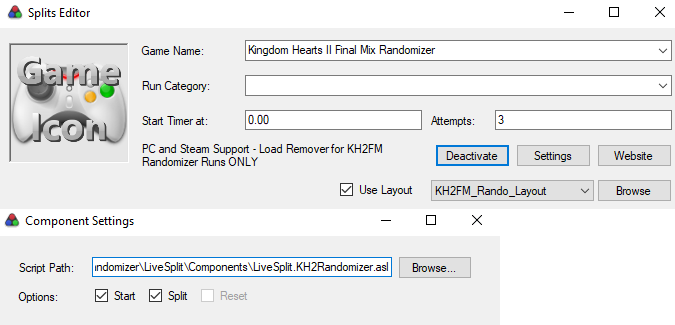 Splits Editor
Game Icon
Game Name: Kingdom Hearts II Final Mix Randomizer
Run Category:
Start Timer at: 0.00 Attempts: 3
PC and Steam Support - Load Remover for KH2FM
Randomizer Runs ONLY
Deactivate Settings Website
Use Layout KH2FM_Rando_Layout Browse
Component Settings
Script Path: andomizer\LiveSplit\Components\LiveSplit.KH2Randomizer.asl Browse...
Options: Start Split Reset